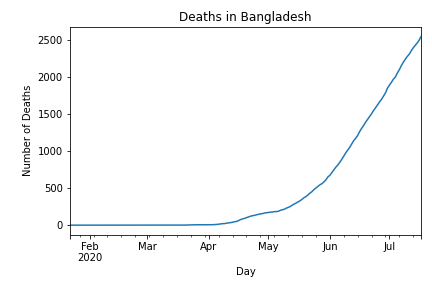 Deaths in Bangladesh
2500
2000
1500
1000
500
0
Number of Deaths
Feb Mar Apr May Jun Jul
2020
Day